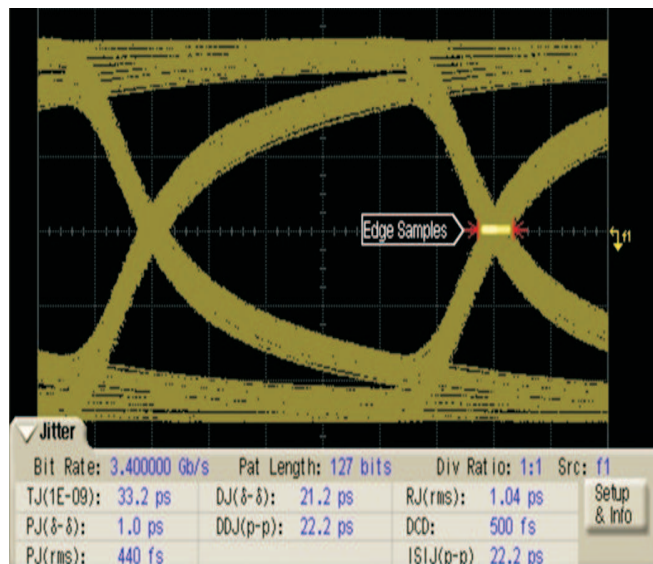 Edge Samples
f1
Jitter
Bit Rate: 3.400000 Gb/s Pat Length: 127 bits Div Ratio: 1:1 Src: f1
TJ(1E-09): 33.2 ps DJ(δ-δ): 21.2 ps RJ(rms): 1.04 ps Setup & Info
PJ(δ-δ): 1.0 ps DDJ(p-p): 22.2 ps DCD: 500 fs
PJ(rms): 440 fs ISIJ(p-p) 22.2 ps